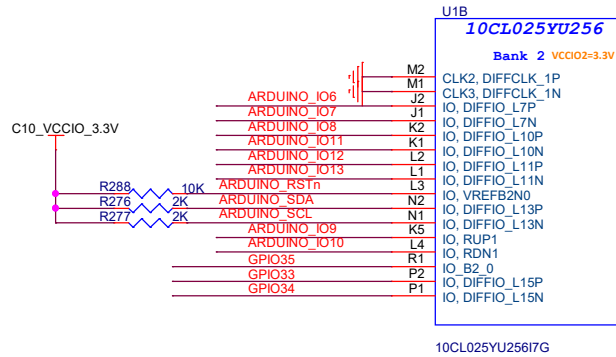 U1B
10CL025YU256
Bank 2 VCCIO2=3.3V
M2 CLK2, DIFFCLK_1P
M1 CLK3, DIFFCLK_1N
ARDUINO_IO6 J2 IO, DIFFIO_L7P
ARDUINO_IO7 J1 IO, DIFFIO_L7N
ARDUINO_IO8 K2 IO, DIFFIO_L10P
ARDUINO_IO11 K1 IO, DIFFIO_L10N
C10_VCCIO_3.3V
ARDUINO_IO12 L2 IO, DIFFIO_L11P
ARDUINO_IO13 L1 IO, DIFFIO_L11N
R288 10K ARDUINO_RSTn L3 IO, VREFB2N0
R276 2K ARDUINO_SDA N2 IO, DIFFIO_L13P
R277 2K ARDUINO_SCL N1 IO, DIFFIO_L13N
ARDUINO_IO9 K5 IO, RUP1
ARDUINO_IO10 L4 IO, RDN1
GPIO35 R1 IO_B2_0
GPIO33 P2 IO, DIFFIO_L15P
GPIO34 P1 IO, DIFFIO_L15N
10CL025YU256I7G